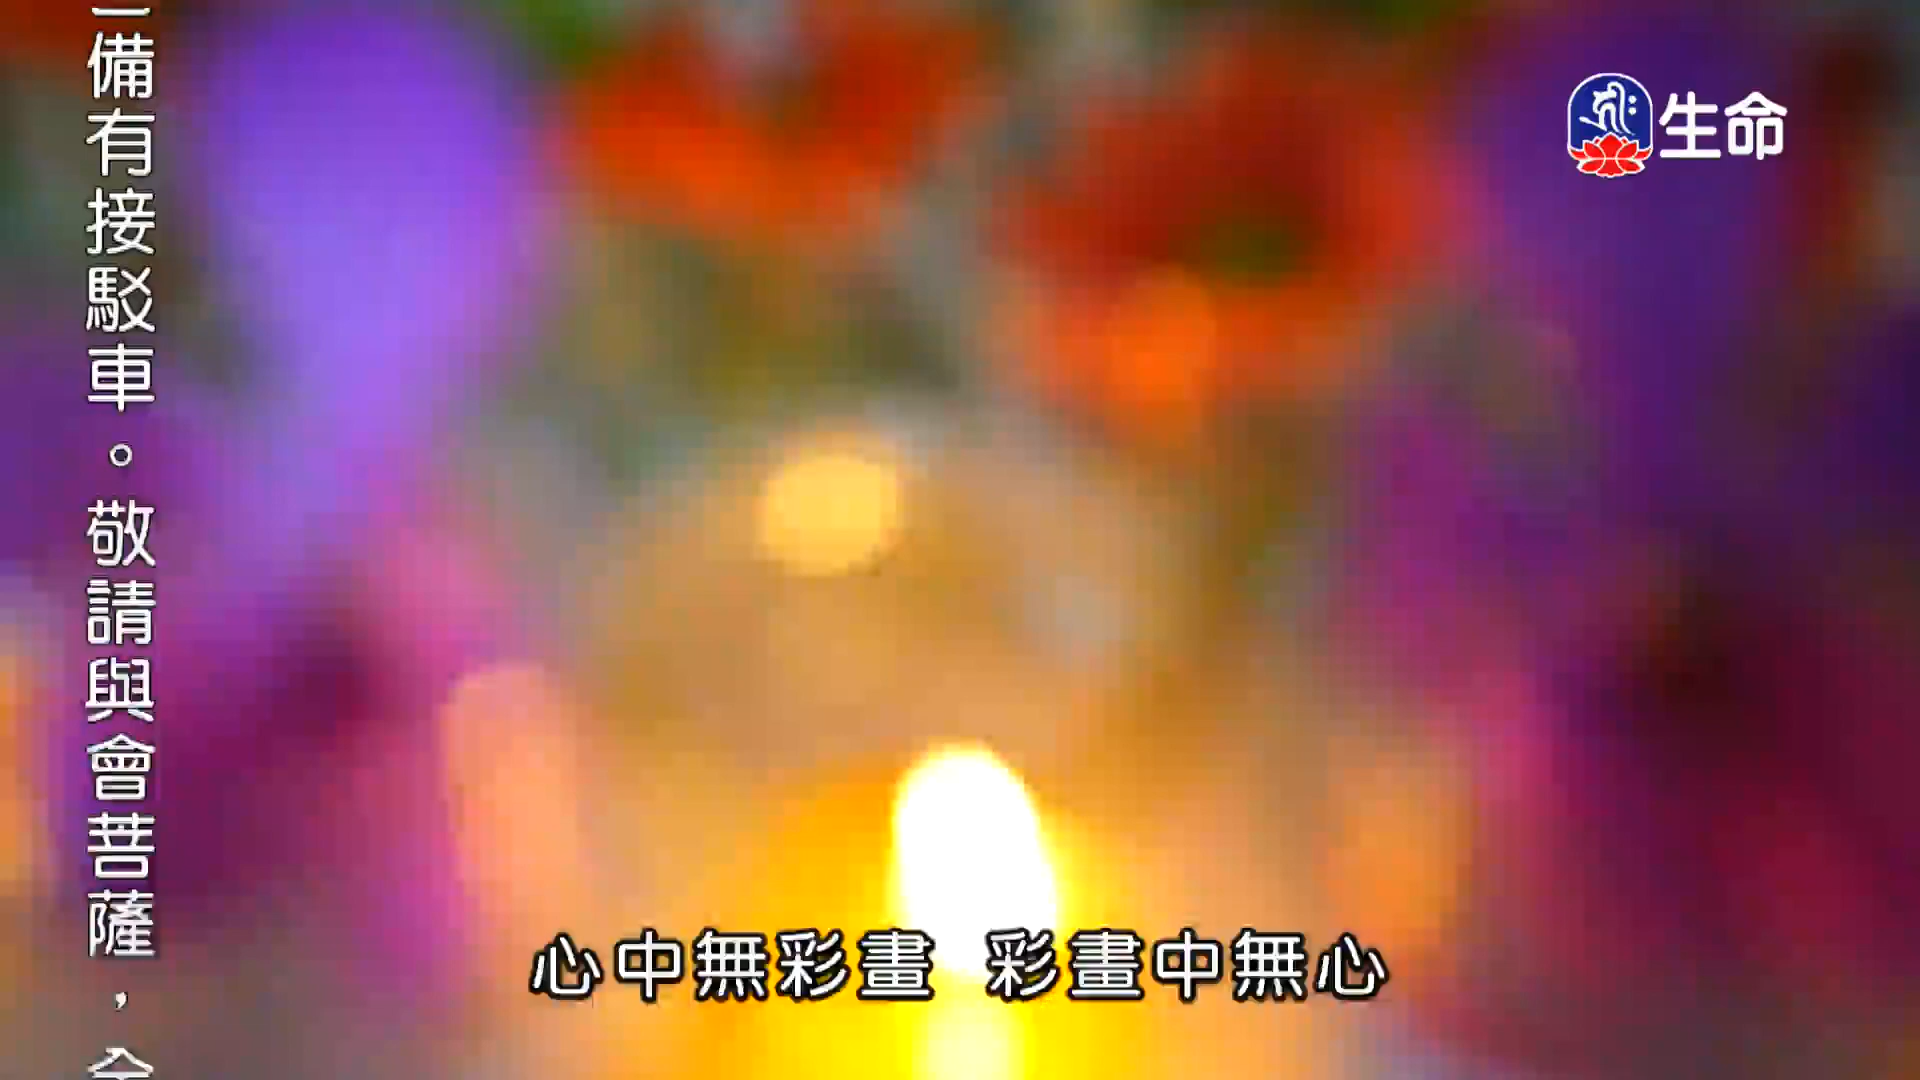 備有接駁車。敬請與會菩薩，
生命
心中無彩畫 彩畫中無心